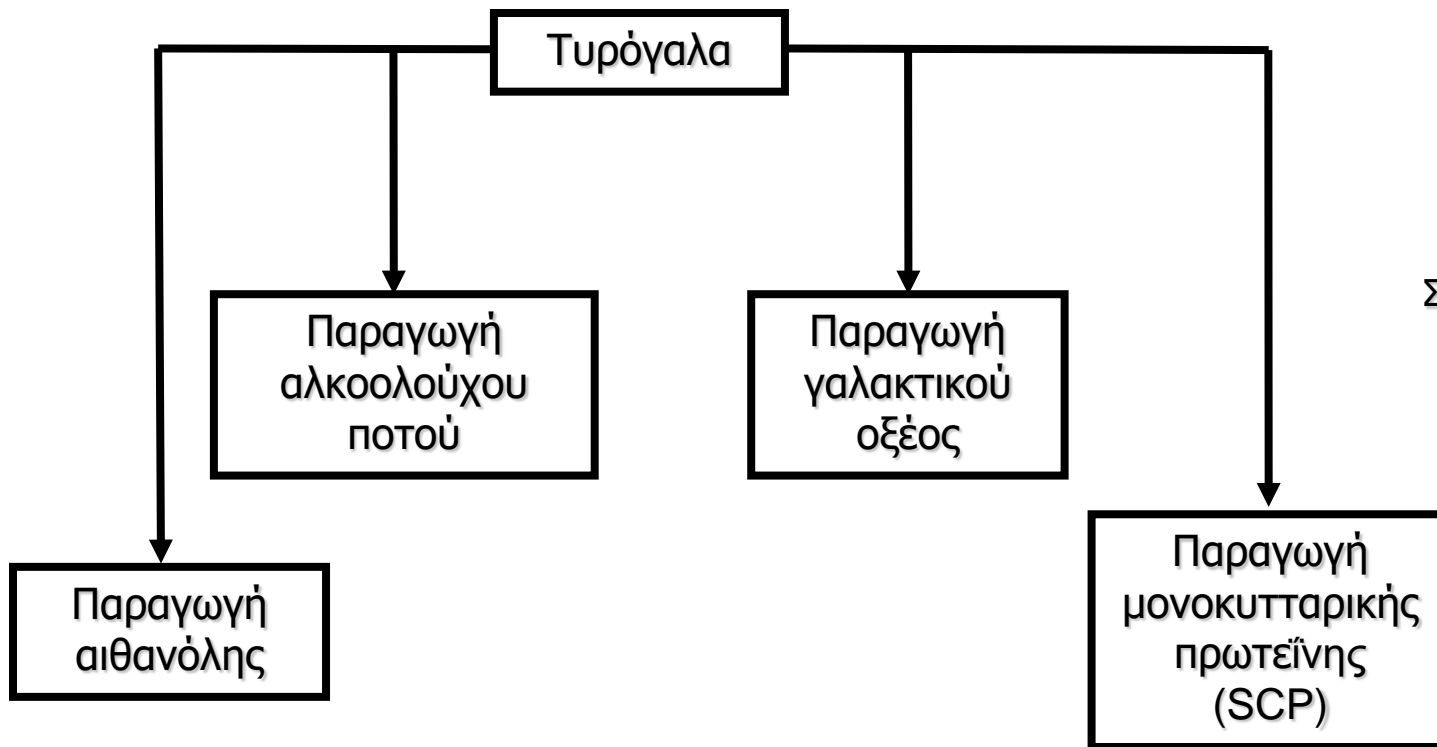 Τυρόγαλα
Παραγωγή
αλκοολούχου
ποτού
Παραγωγή
γαλακτικού
οξέος
Παραγωγή
αιθανόλης
Παραγωγή
μονοκυτταρικής
πρωτεΐνης
(SCP)